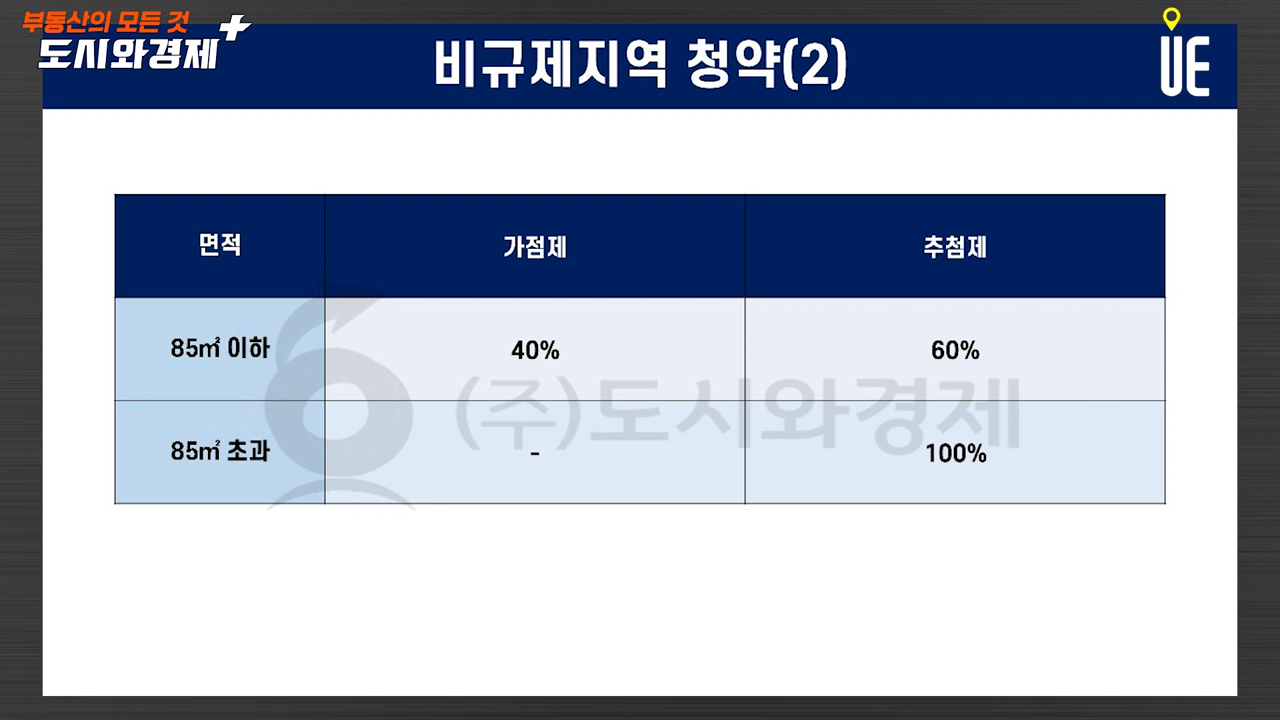 부동산의 모든 것
도시와경제+
비규제지역 청약(2)
UE
면적 가점제 추첨제
85㎡ 이하 40% 60%
85㎡ 초과 - 100%
(주)도시와경제